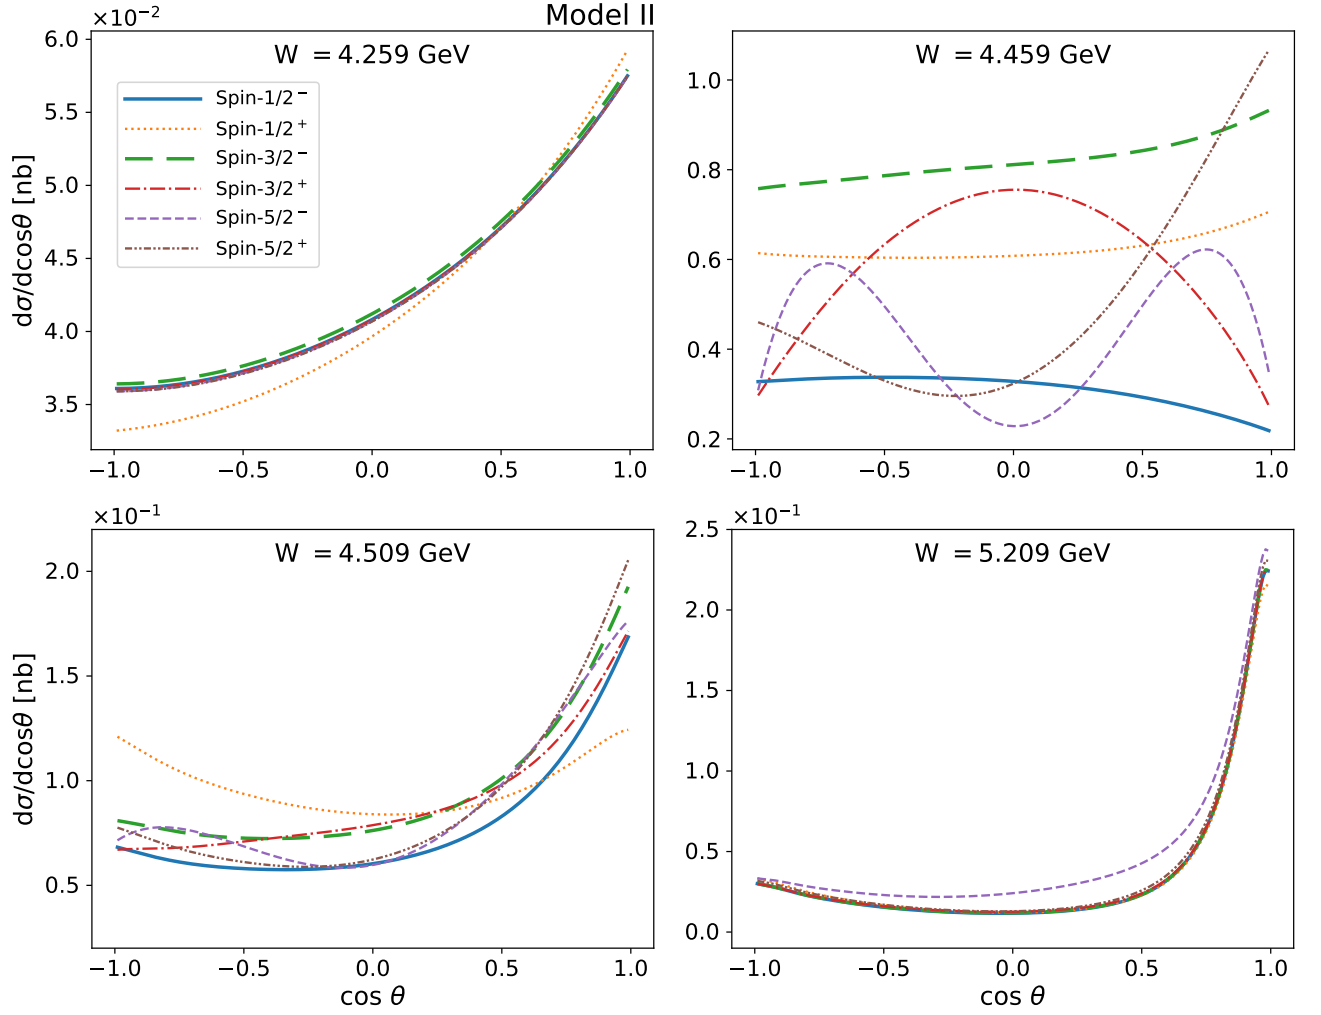 Model II
×10⁻²
W = 4.259 GeV
6.0
5.5
5.0
4.5
4.0
3.5
dσ/dcosθ [nb]
Spin-1/2⁻
Spin-1/2⁺
Spin-3/2⁻
Spin-3/2⁺
Spin-5/2⁻
Spin-5/2⁺
−1.0 −0.5 0.0 0.5 1.0
W = 4.459 GeV
1.0
0.8
0.6
0.4
0.2
−1.0 −0.5 0.0 0.5 1.0
×10⁻¹
W = 4.509 GeV
2.0
1.5
1.0
0.5
dσ/dcosθ [nb]
−1.0 −0.5 0.0 0.5 1.0
cos θ
×10⁻¹
W = 5.209 GeV
2.5
2.0
1.5
1.0
0.5
0.0
−1.0 −0.5 0.0 0.5 1.0
cos θ